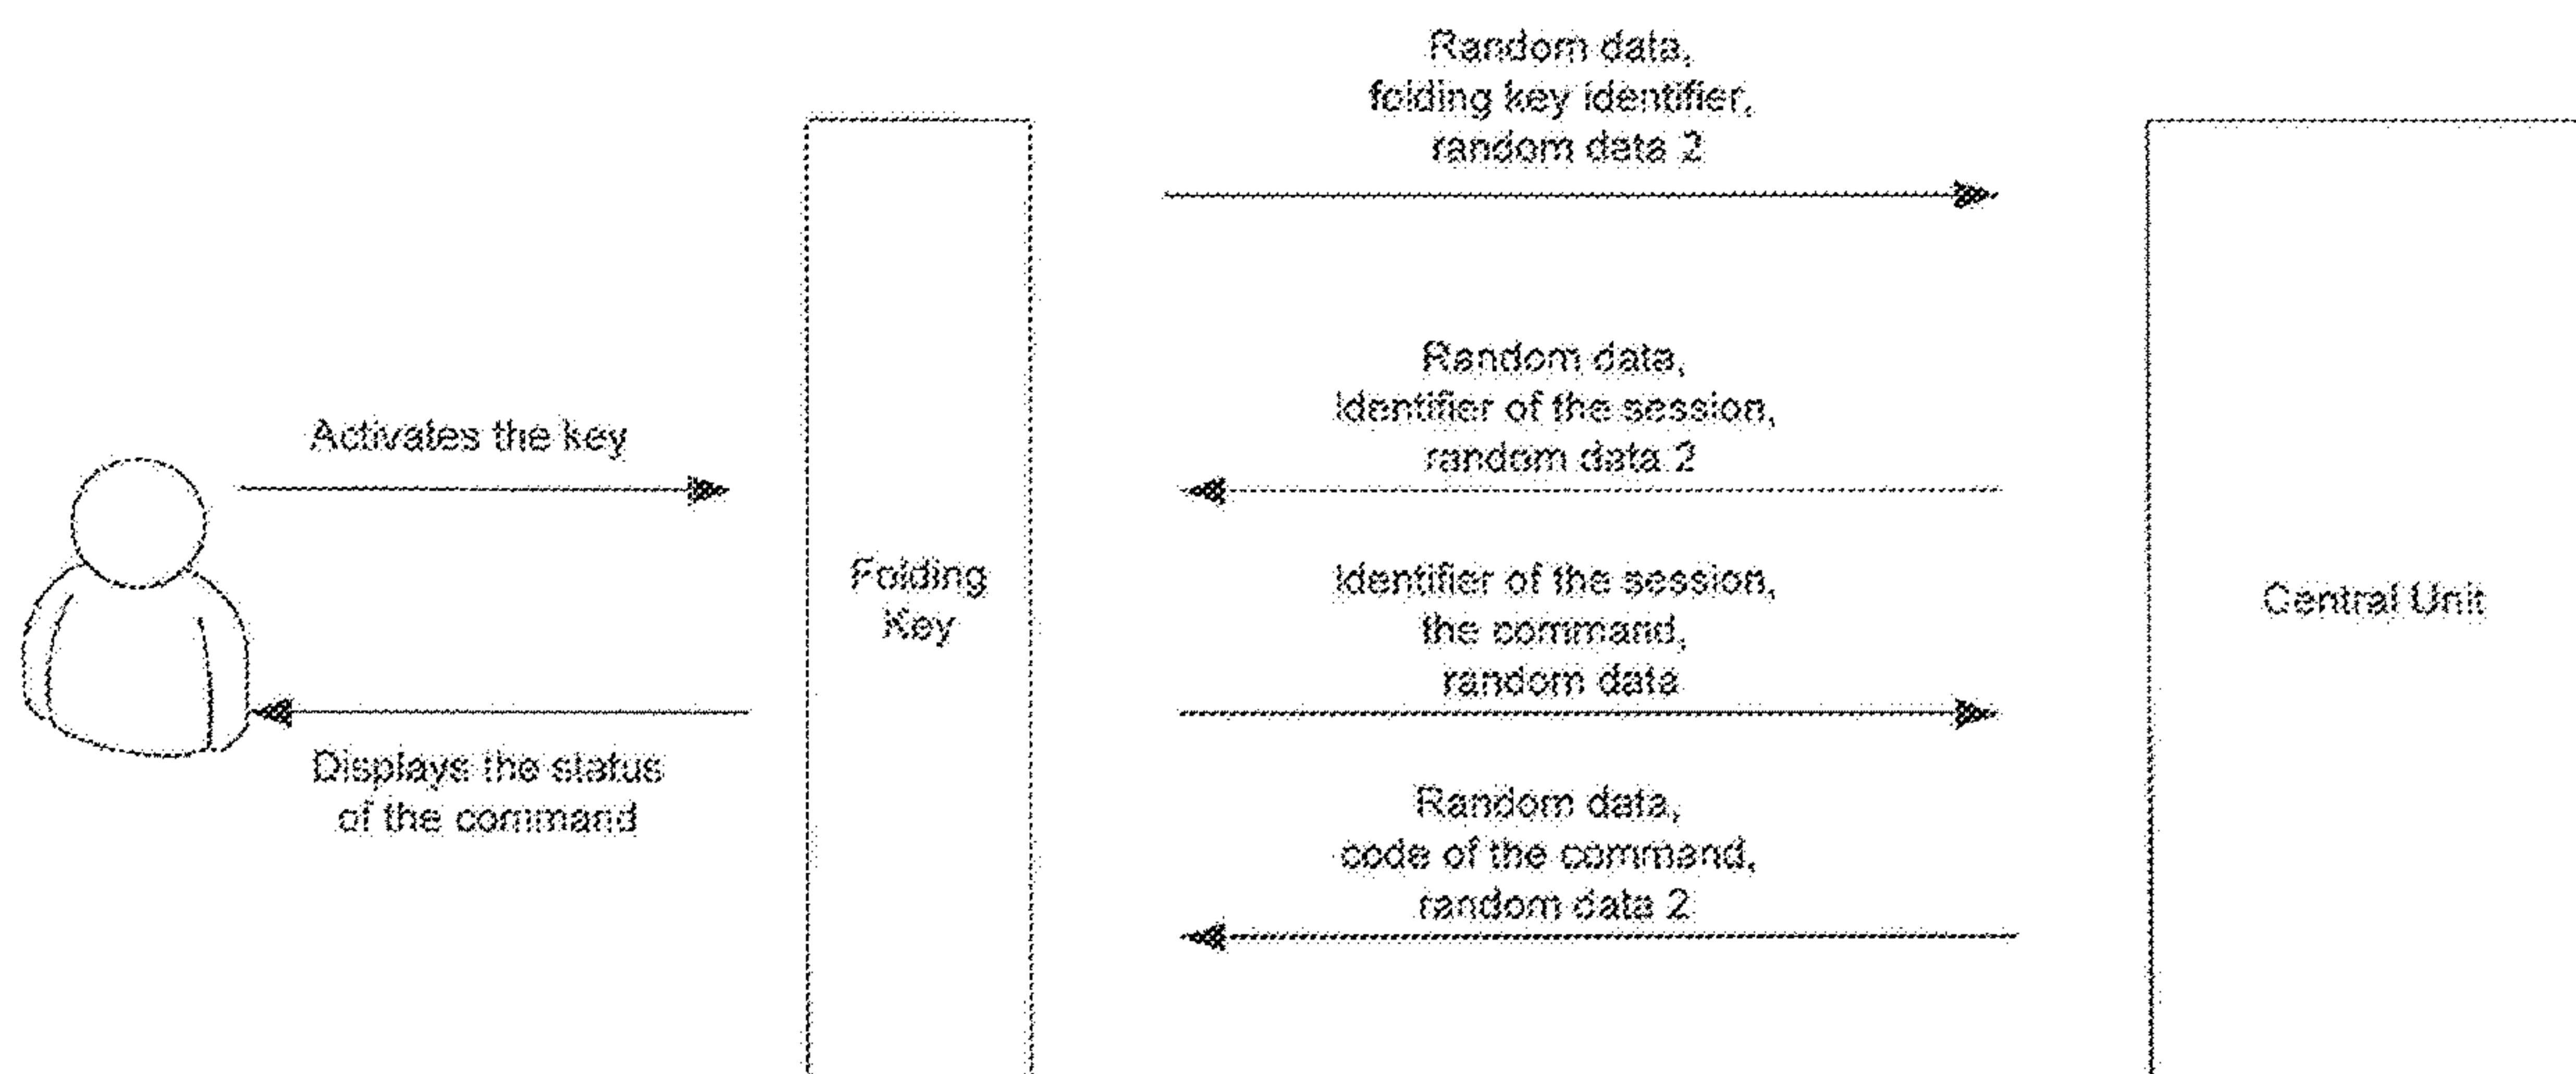 Activates the key
Displays the status
of the command
Folding
Key
Random data,
folding key identifier,
random data 2
Random data,
Identifier of the session,
random data 2
Identifier of the session,
the command,
random data
Random data,
code of the command,
random data 2
Central Unit